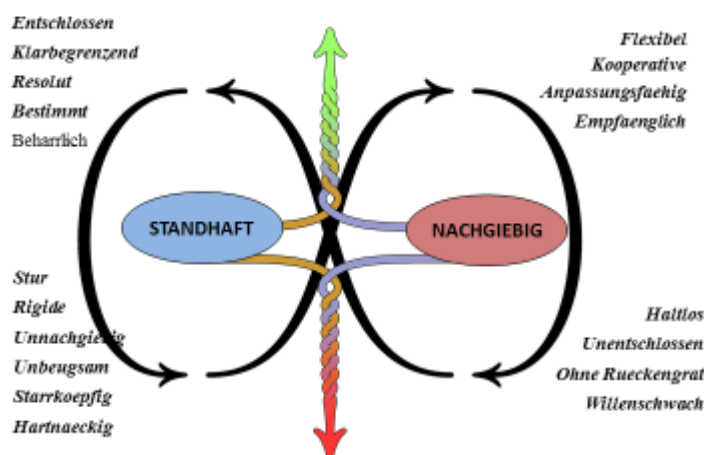 Entschlossen
Klarbegrenzend
Resolut
Bestimmt
Beharrlich
Flexibel
Kooperative
Anpassungsfaehig
Empfaenglich
STANDHAFT
NACHGIEBIG
Stur
Rigide
Unnachgiebig
Unbeugsam
Starrkoepfig
Hartnaeckig
Haltlos
Unentschlossen
Ohne Rueckengrat
Willenschwach